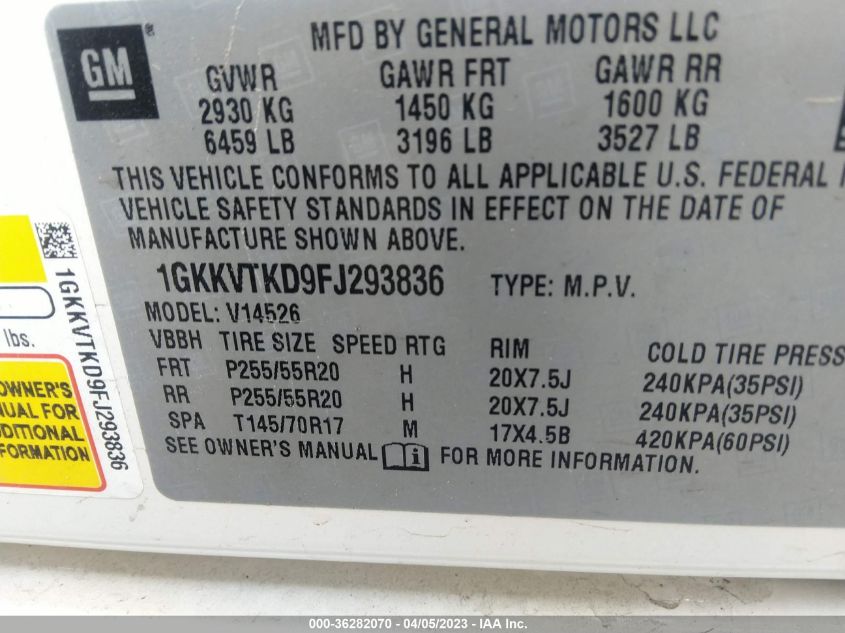 GM
MFD BY GENERAL MOTORS LLC
GVWR GAWR FRT GAWR RR
2930 KG 1450 KG 1600 KG
6459 LB 3196 LB 3527 LB
THIS VEHICLE CONFORMS TO ALL APPLICABLE U.S. FEDERAL
VEHICLE SAFETY STANDARDS IN EFFECT ON THE DATE OF
MANUFACTURE SHOWN ABOVE.
1GKKVTKD9FJ293836 TYPE: M.P.V.
MODEL: V14526
VBBH TIRE SIZE SPEED RTG RIM COLD TIRE PRESS
FRT P255/55R20 H 20X7.5J 240KPA(35PSI)
RR P255/55R20 H 20X7.5J 240KPA(35PSI)
SPA T145/70R17 M 17X4.5B 420KPA(60PSI)
SEE OWNER'S MANUAL i FOR MORE INFORMATION.
lbs.
OWNER'S
NUAL FOR
DDITIONAL
FORMATION
1GKKVTKD9FJ293836
000-36282070 - 04/05/2023 - IAA Inc.